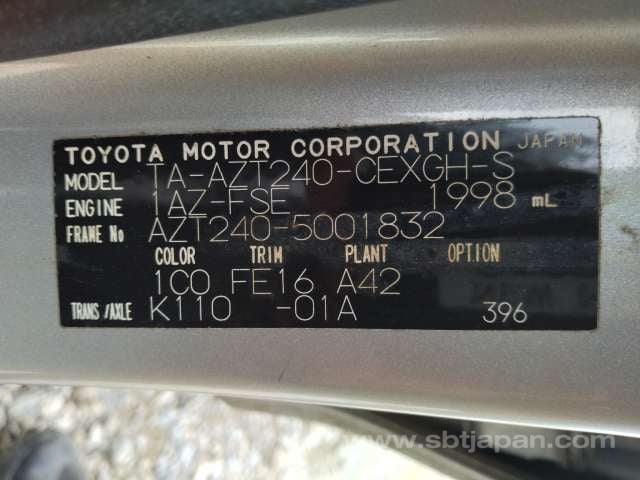 TOYOTA MOTOR CORPORATION JAPAN
MODEL TA-AZT240-CEXGH-S
ENGINE 1AZ-FSE 1998 mL
FRAME No AZT240-5001832
COLOR TRIM PLANT OPTION
1C0 FE16 A42
TRANS/AXLE K110 -01A 396
www.sbtjapan.com